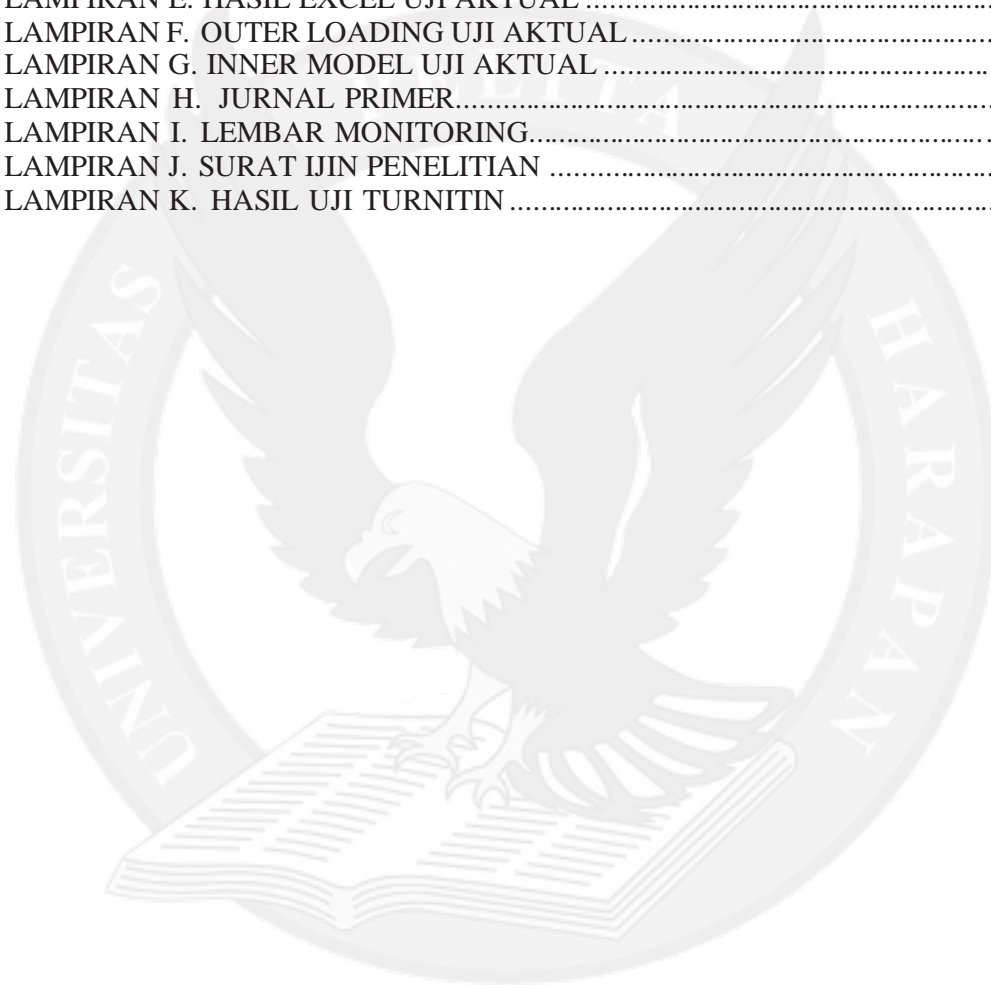 LAMPIRAN E. HASIL EXCEL UJI AKTUAL ........................................................
LAMPIRAN F. OUTER LOADING UJI AKTUAL ..................................................
LAMPIRAN G. INNER MODEL UJI AKTUAL ......................................................
LAMPIRAN H. JURNAL PRIMER.........................................................................
LAMPIRAN I. LEMBAR MONITORING...............................................................
LAMPIRAN J. SURAT IJIN PENELITIAN ............................................................
LAMPIRAN K. HASIL UJI TURNITIN .................................................................
UNIVERSITAS
HARAPAN